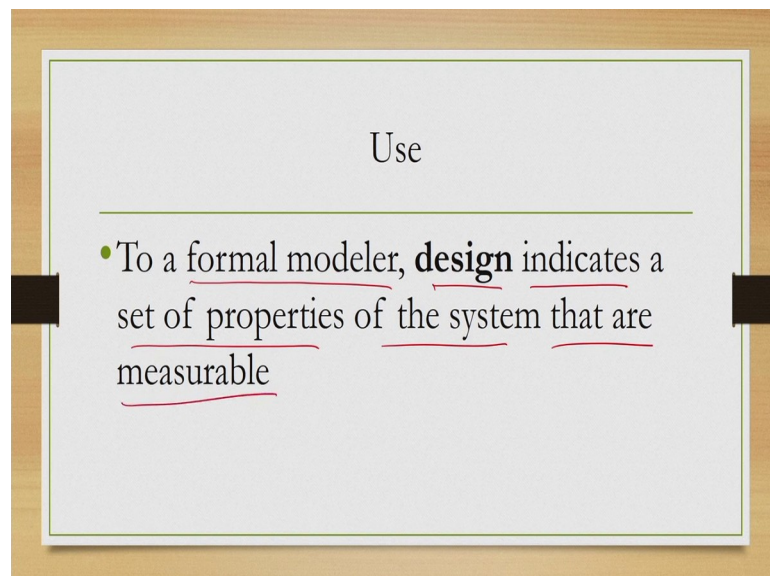 Use
•To a formal modeler, design indicates a
set of properties of the system that are
measurable